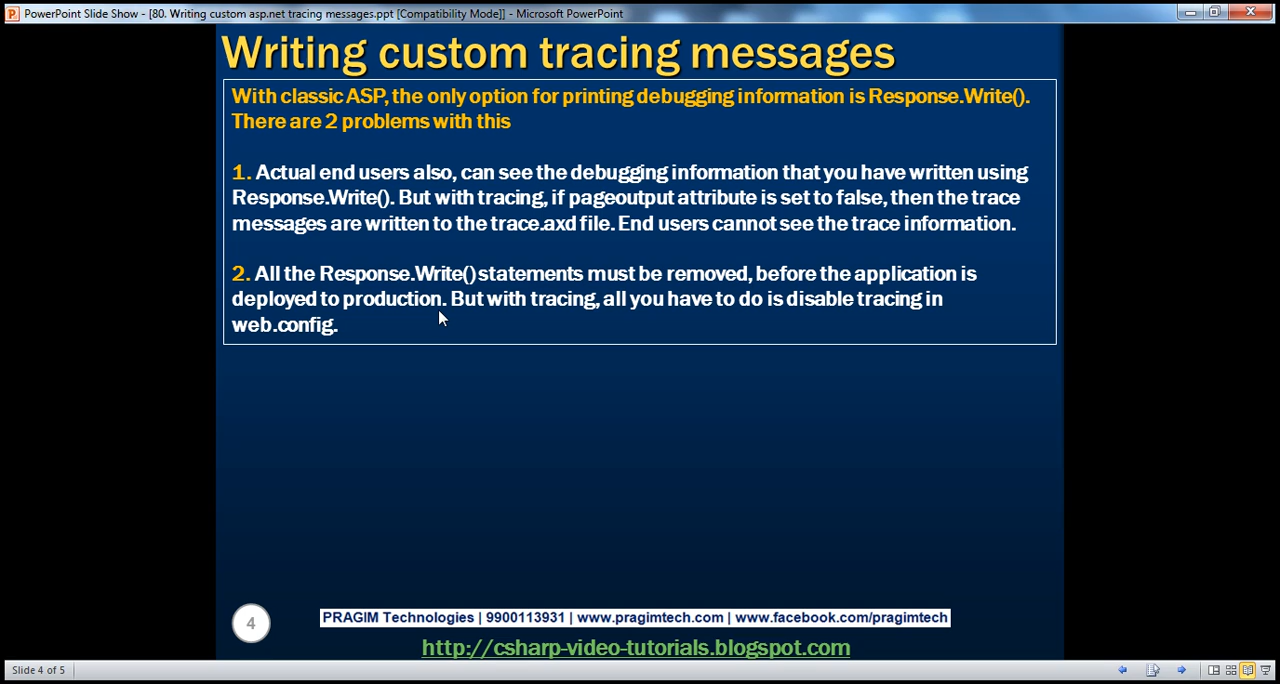 PowerPoint Slide Show - [80. Writing custom asp.net tracing messages.ppt [Compatibility Mode]] - Microsoft PowerPoint
Writing custom tracing messages
With classic ASP, the only option for printing debugging information is Response.Write().
There are 2 problems with this
1. Actual end users also, can see the debugging information that you have written using
Response.Write(). But with tracing, if pageoutput attribute is set to false, then the trace
messages are written to the trace.axd file. End users cannot see the trace information.
2. All the Response.Write() statements must be removed, before the application is
deployed to production. But with tracing, all you have to do is disable tracing in
web.config.
4
PRAGIM Technologies | 9900113931 | www.pragimtech.com | www.facebook.com/pragimtech
http://csharp-video-tutorials.blogspot.com
Slide 4 of 5